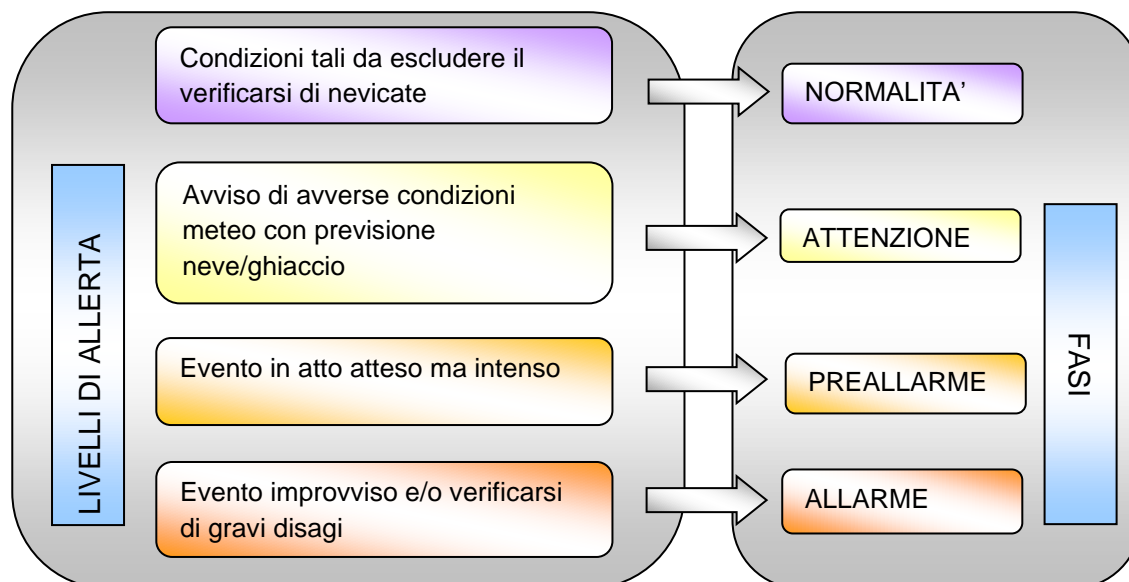 Condizioni tali da escludere il
verificarsi di nevicate
NORMALITA’
LIVELLI DI ALLERTA
Avviso di avverse condizioni
meteo con previsione
neve/ghiaccio
ATTENZIONE
FASI
Evento in atto atteso ma intenso
PREALLARME
Evento improvviso e/o verificarsi
di gravi disagi
ALLARME